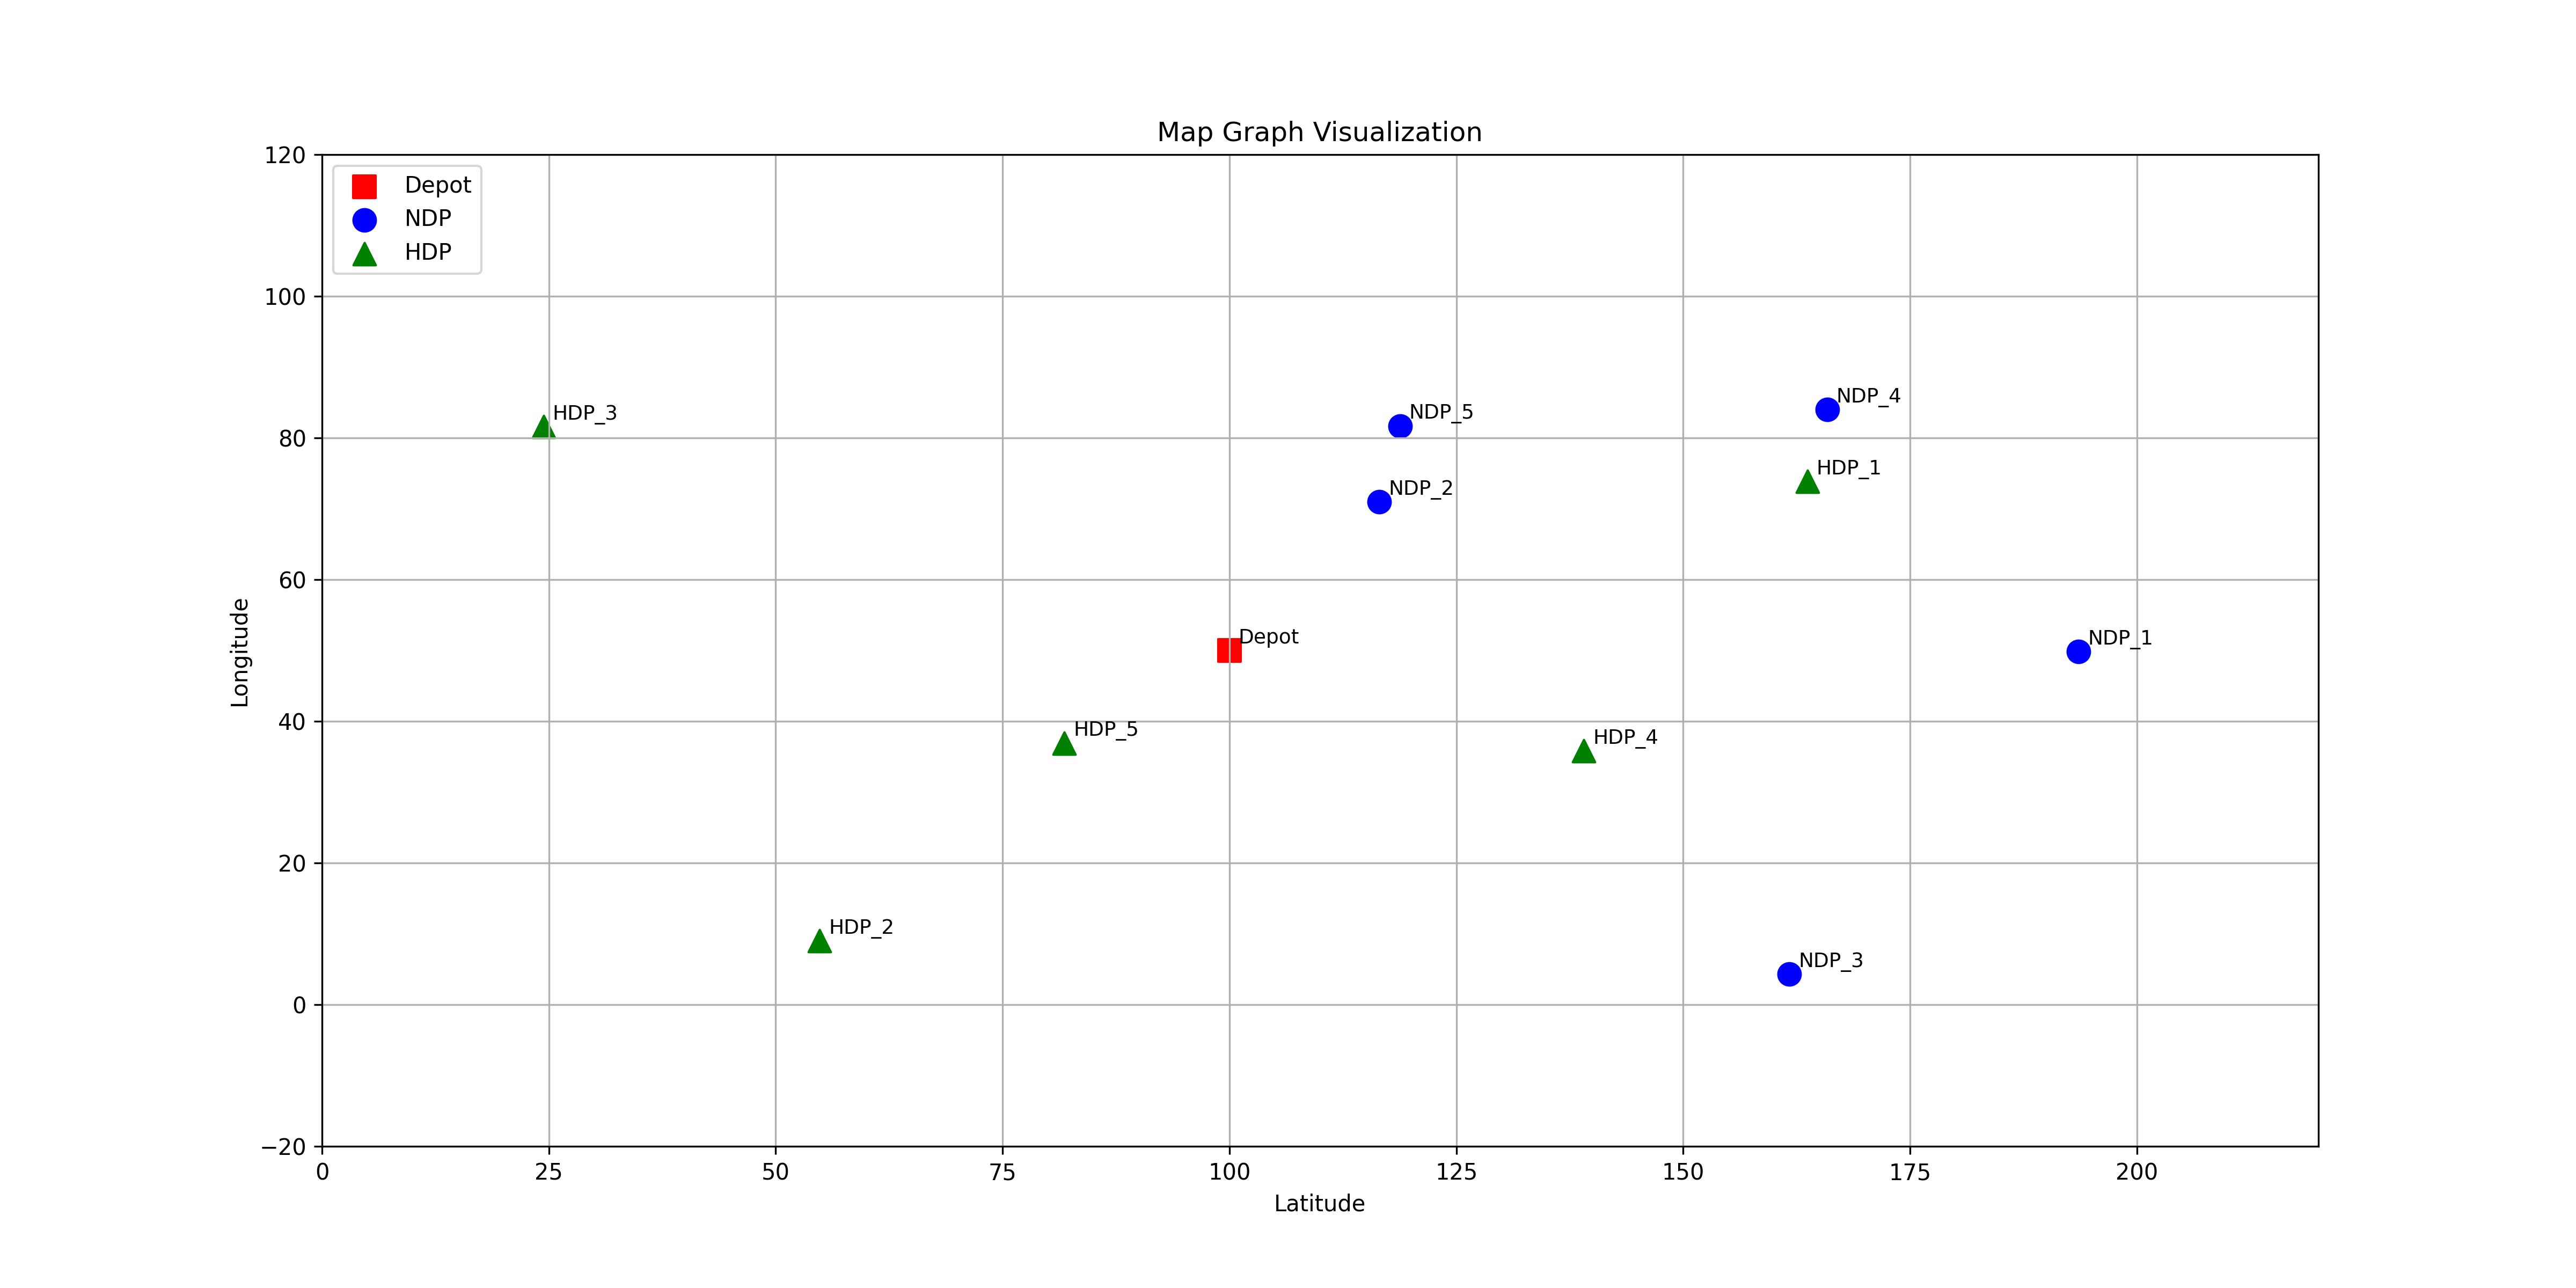 Map Graph Visualization
120
100
80
60
40
20
0
−20
Longitude
Depot
NDP
HDP
HDP_3
NDP_5
NDP_4
HDP_1
NDP_2
Depot
NDP_1
HDP_5
HDP_4
HDP_2
NDP_3
0 25 50 75 100 125 150 175 200
Latitude